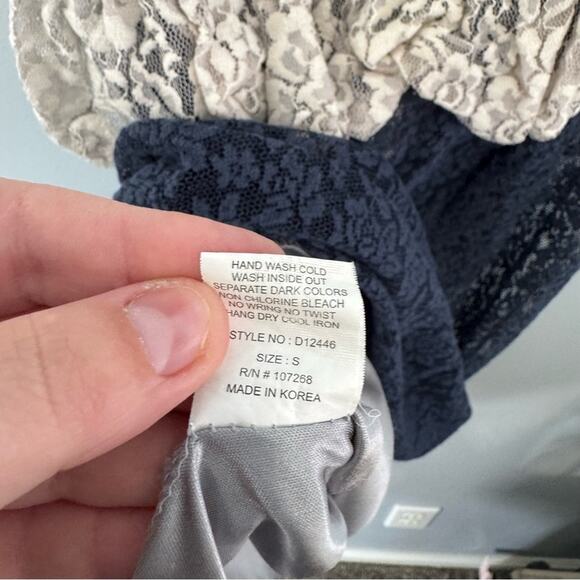 HAND WASH COLD
WASH INSIDE OUT
SEPARATE DARK COLORS
NON CHLORINE BLEACH
NO WRING NO TWIST
HANG DRY COOL IRON
STYLE NO : D12446
SIZE : S
R/N # 107268
MADE IN KOREA